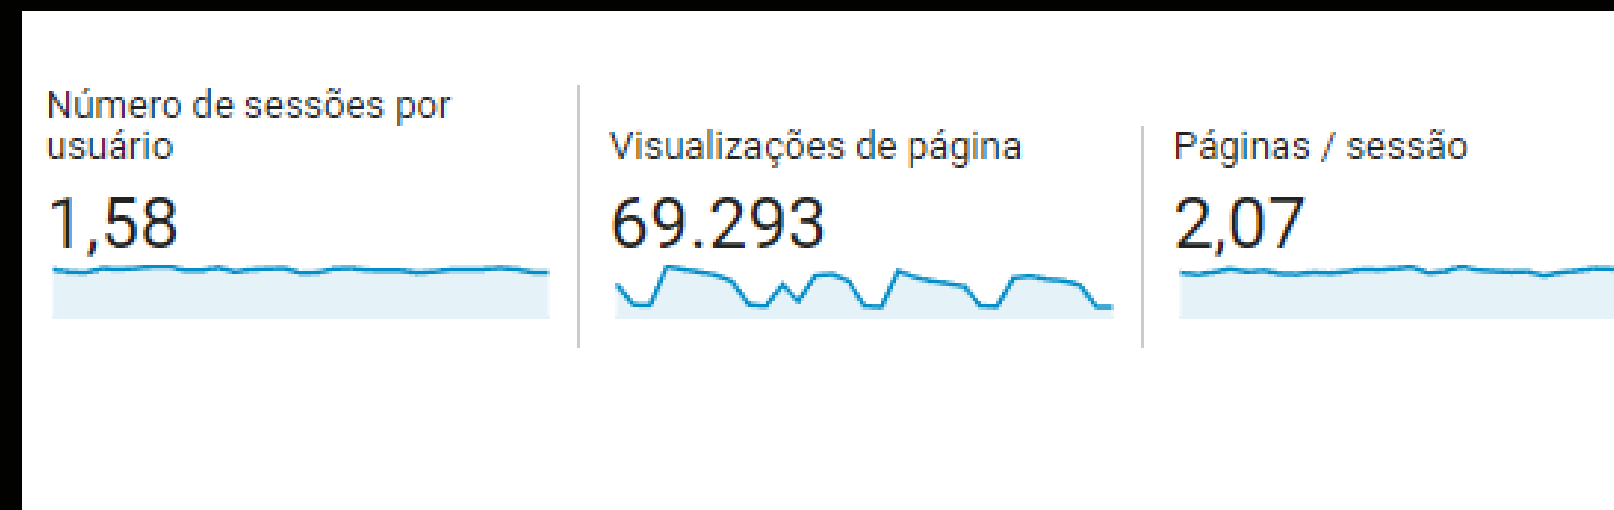 Número de sessões por
usuário
1,58
Visualizações de página
69.293
Páginas / sessão
2,07